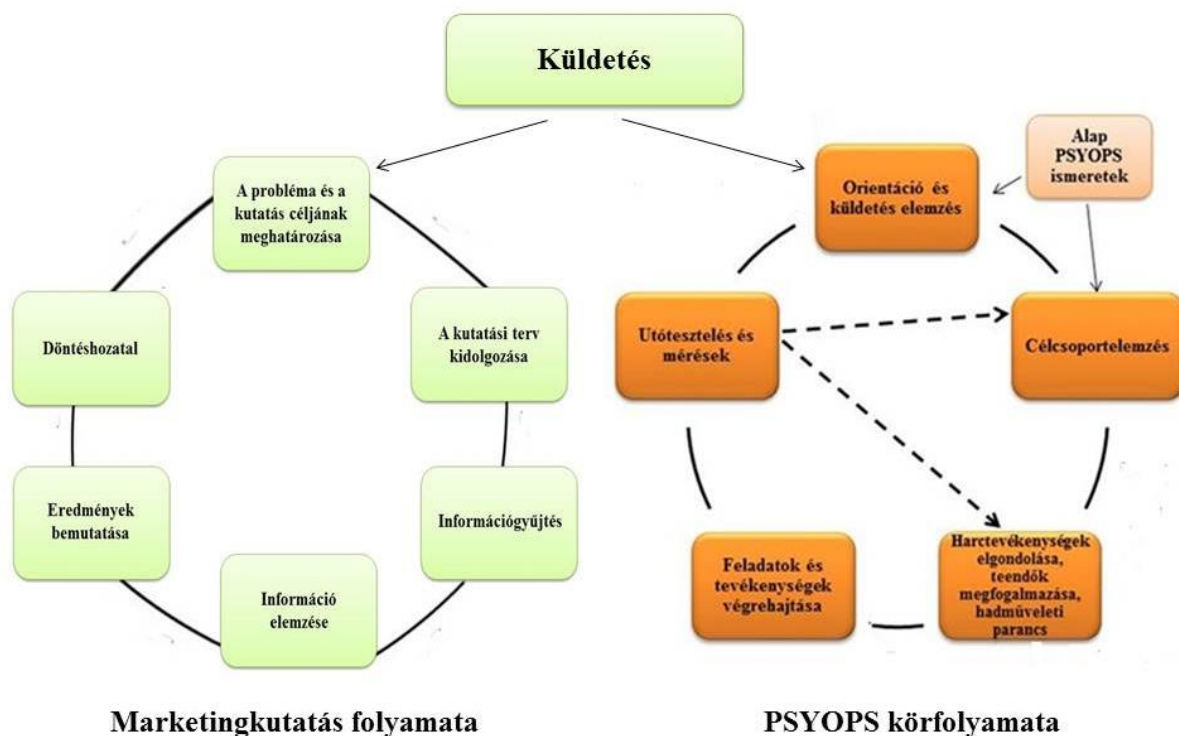 Küldetés
A probléma és a
kutatás céljának
meghatározása
A kutatási terv
kidolgozása
Információgyűjtés
Információ
elemzése
Eredmények
bemutatása
Döntéshozatal
Marketingkutatás folyamata
Alap
PSYOPS
ismeretek
Orientáció és
küldetés elemzés
Célcsoportelemzés
Harctevékenységek
elgondolása,
teendők
megfogalmazása,
hadműveleti
parancs
Feladatok és
tevékenységek
végrehajtása
Utótesztelés és
mérések
PSYOPS körfolyamata